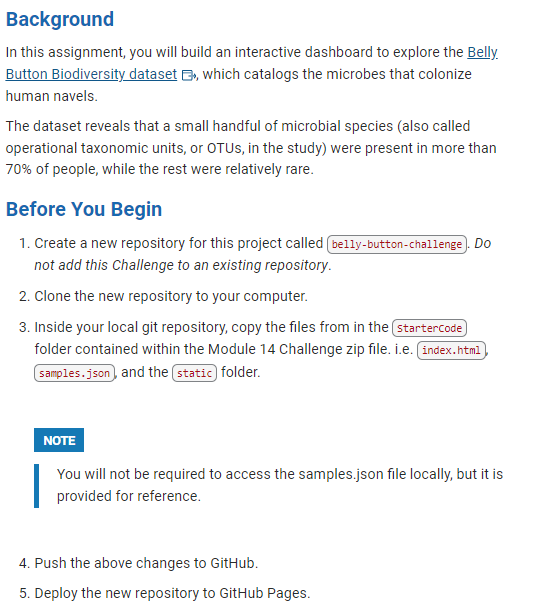 Background
In this assignment, you will build an interactive dashboard to explore the Belly
Button Biodiversity dataset, which catalogs the microbes that colonize
human navels.
The dataset reveals that a small handful of microbial species (also called
operational taxonomic units, or OTUs, in the study) were present in more than
70% of people, while the rest were relatively rare.
Before You Begin
1. Create a new repository for this project called belly-button-challenge. Do
not add this Challenge to an existing repository.
2. Clone the new repository to your computer.
3. Inside your local git repository, copy the files from in the StarterCode
folder contained within the Module 14 Challenge zip file. i.e. index.html,
samples.json, and the static folder.
NOTE
You will not be required to access the samples.json file locally, but it is
provided for reference.
4. Push the above changes to GitHub.
5. Deploy the new repository to GitHub Pages.